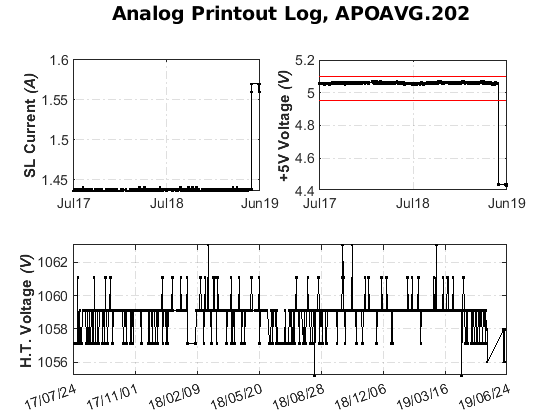 Analog Printout Log, APOAVG.202
SL Current (A)
1.6
1.55
1.5
1.45
Jul17 Jul18 Jun19
+5V Voltage (V)
5.2
5
4.8
4.6
4.4
Jul17 Jul18 Jun19
H.T. Voltage (V)
1062
1060
1058
1056
17/07/24 17/11/01 18/02/09 18/05/20 18/08/28 18/12/06 19/03/16 19/06/24